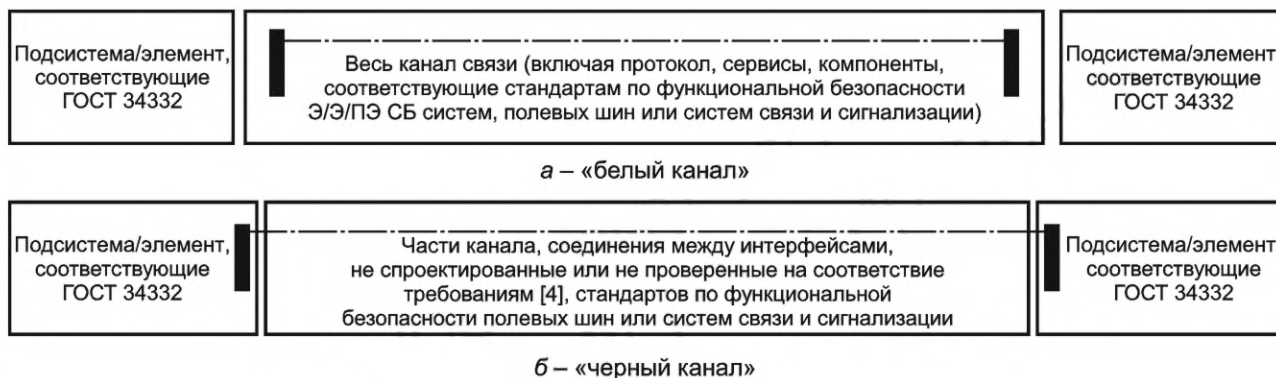 Подсистема/элемент,
соответствующие
ГОСТ 34332
Весь канал связи (включая протокол, сервисы, компоненты,
соответствующие стандартам по функциональной безопасности
Э/Э/ПЭ СБ систем, полевых шин или систем связи и сигнализации)
Подсистема/элемент
соответствующие
ГОСТ 34332
а – «белый канал»
Подсистема/элемент,
соответствующие
ГОСТ 34332
Части канала, соединения между интерфейсами,
не спроектированные или не проверенные на соответствие
требованиям [4], стандартов по функциональной
безопасности полевых шин или систем связи и сигнализации
Подсистема/элемент
соответствующие
ГОСТ 34332
б – «черный канал»